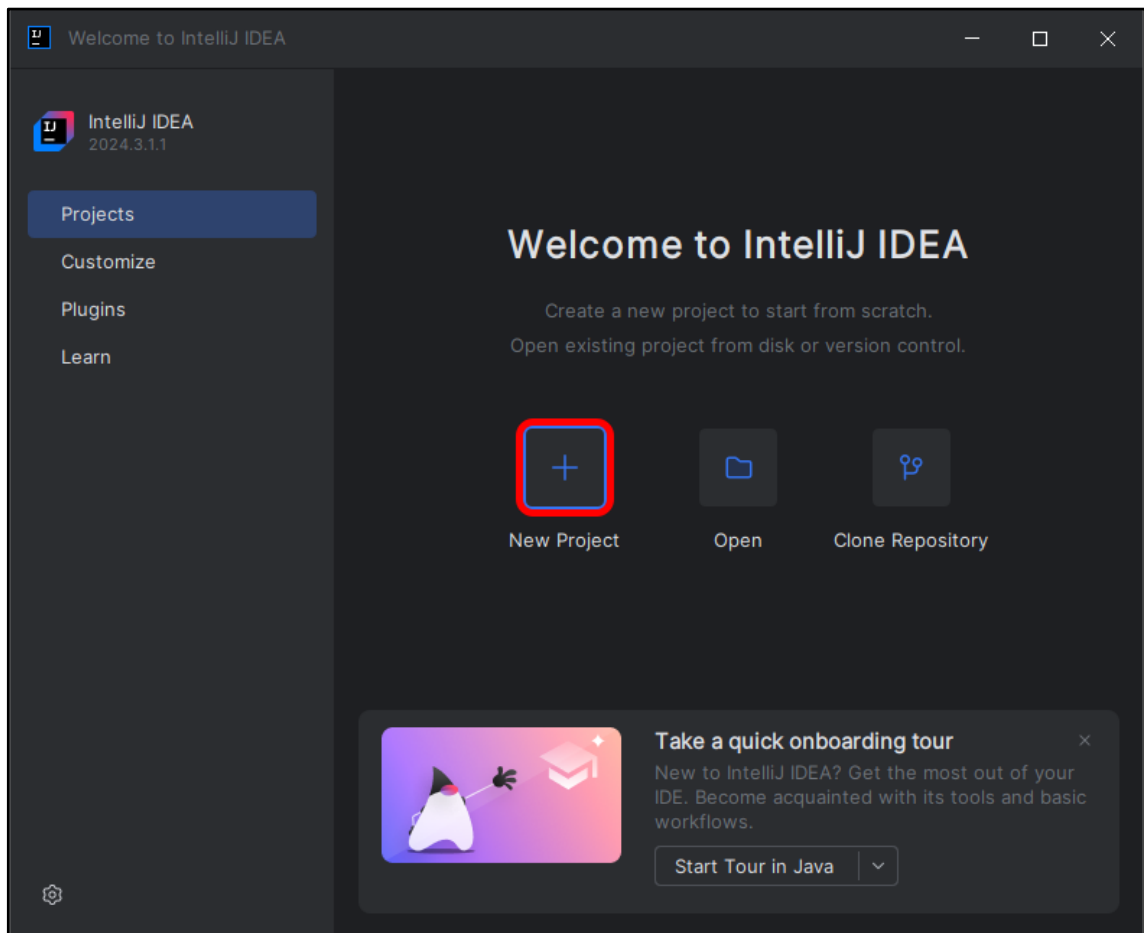 Welcome to IntelliJ IDEA
IJ
IntelliJ IDEA
2024.3.1.1
Projects
Customize
Plugins
Learn
Welcome to IntelliJ IDEA
Create a new project to start from scratch.
Open existing project from disk or version control.
New Project
Open
Clone Repository
Take a quick onboarding tour
New to IntelliJ IDEA? Get the most out of your
IDE. Become acquainted with its tools and basic
workflows.
Start Tour in Java